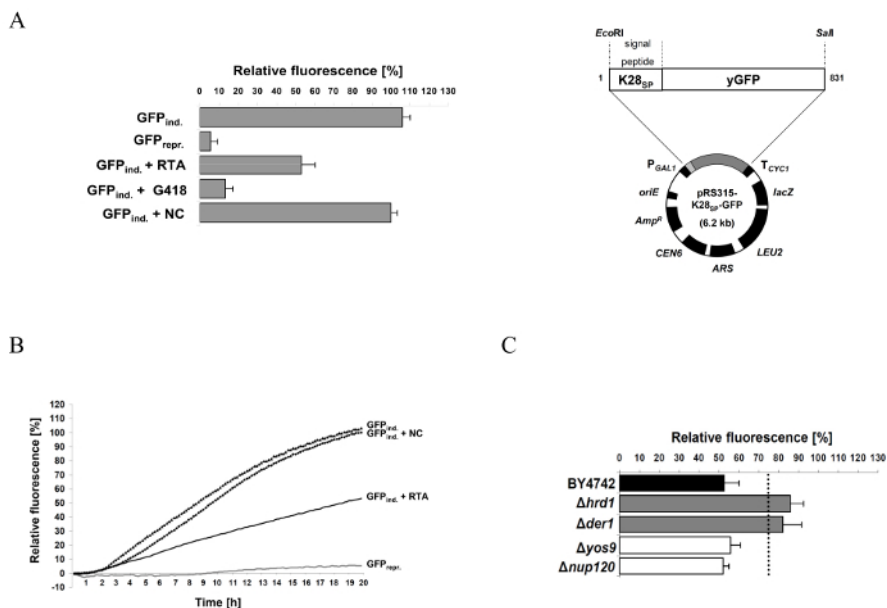 A
Relative fluorescence [%]
0 10 20 30 40 50 60 70 80 90 100 110 120 130
GFPind.
GFPrepr.
GFPind. + RTA
GFPind. + G418
GFPind. + NC
EcoRI
SalI
signal
peptide
1
K28SP
yGFP
831
PGAL1
TCYC1
oriE
lacZ
pRS315-
K28SP-GFP
(6.2 kb)
AmpR
CEN6
LEU2
ARS
B
Relative fluorescence [%]
120
110
100
90
80
70
60
50
40
30
20
10
0
-10
GFPind.
GFPind. + NC
GFPind. + RTA
GFPrepr.
1 2 3 4 5 6 7 8 9 10 11 12 13 14 15 16 17 18 19 20
Time [h]
C
Relative fluorescence [%]
0 10 20 30 40 50 60 70 80 90 100 110 120 130
BY4742
Δhrd1
Δder1
Δyos9
Δnup120